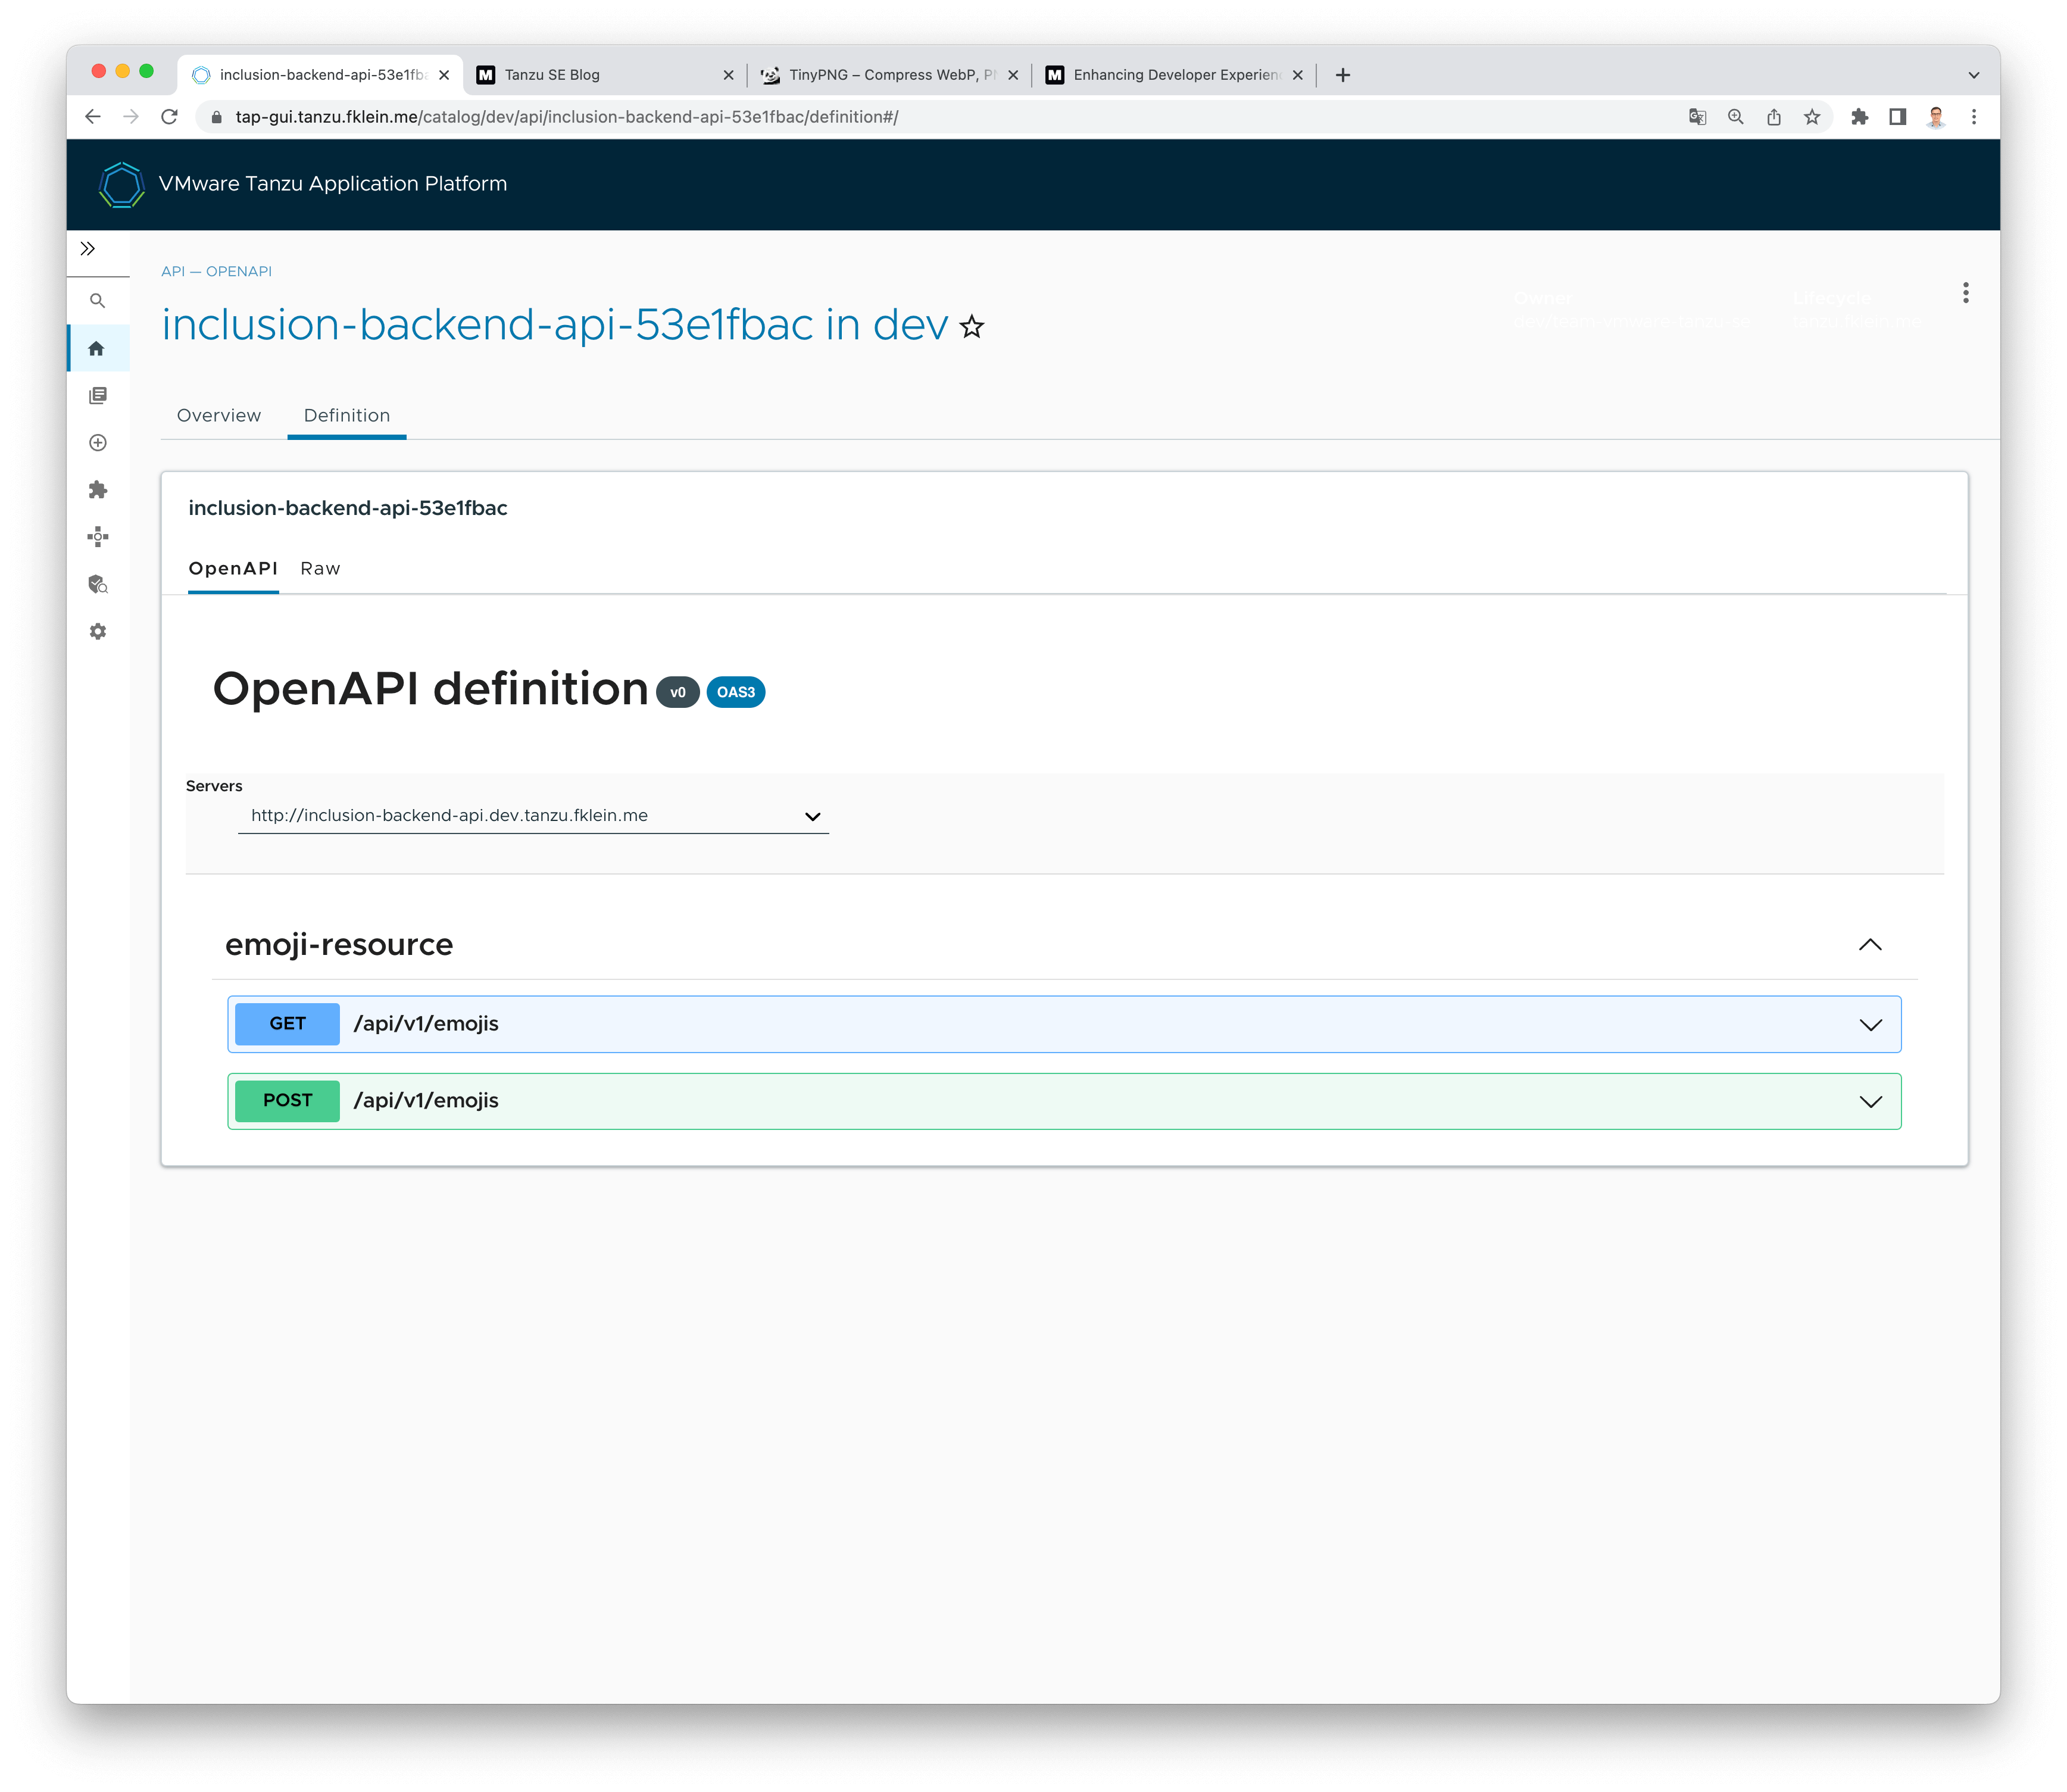 inclusion-backend-api-53e1fba
Tanzu SE Blog
TinyPNG – Compress WebP, PN
Enhancing Developer Experien
tap-gui.tanzu.fklein.me/catalog/dev/api/inclusion-backend-api-53e1fbac/definition#/
VMware Tanzu Application Platform
API — OPENAPI
inclusion-backend-api-53e1fbac in dev
Owner
Lifecycle
Overview
Definition
inclusion-backend-api-53e1fbac
OpenAPI
Raw
OpenAPI definition
v0
OAS3
Servers
http://inclusion-backend-api.dev.tanzu.fklein.me
emoji-resource
GET
/api/v1/emojis
POST
/api/v1/emojis